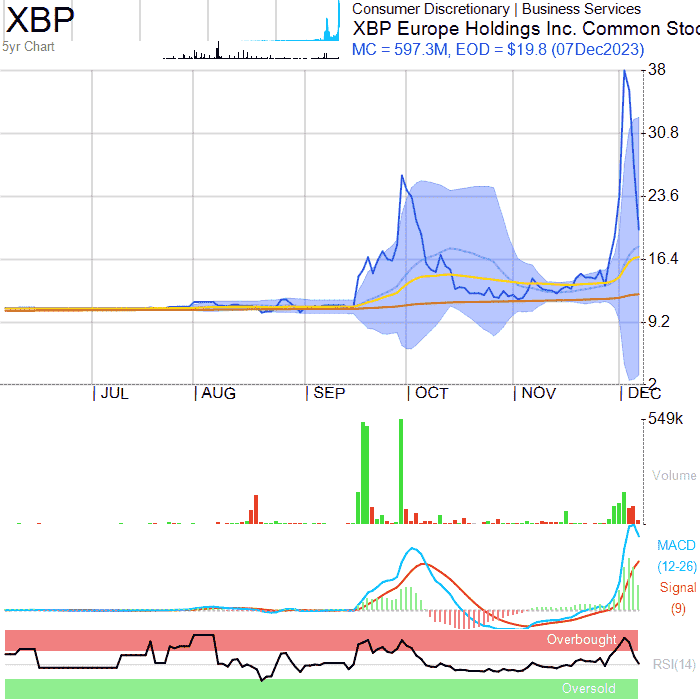 XBP
5yr Chart
Consumer Discretionary | Business Services
XBP Europe Holdings Inc. Common Stoc
MC = 597.3M, EOD = $19.8 (07Dec2023)
38
30.8
23.6
16.4
9.2
2
JUL
AUG
SEP
OCT
NOV
DEC
549k
Volume
MACD
(12-26)
Signal
(9)
Overbought
RSI(14)
Oversold